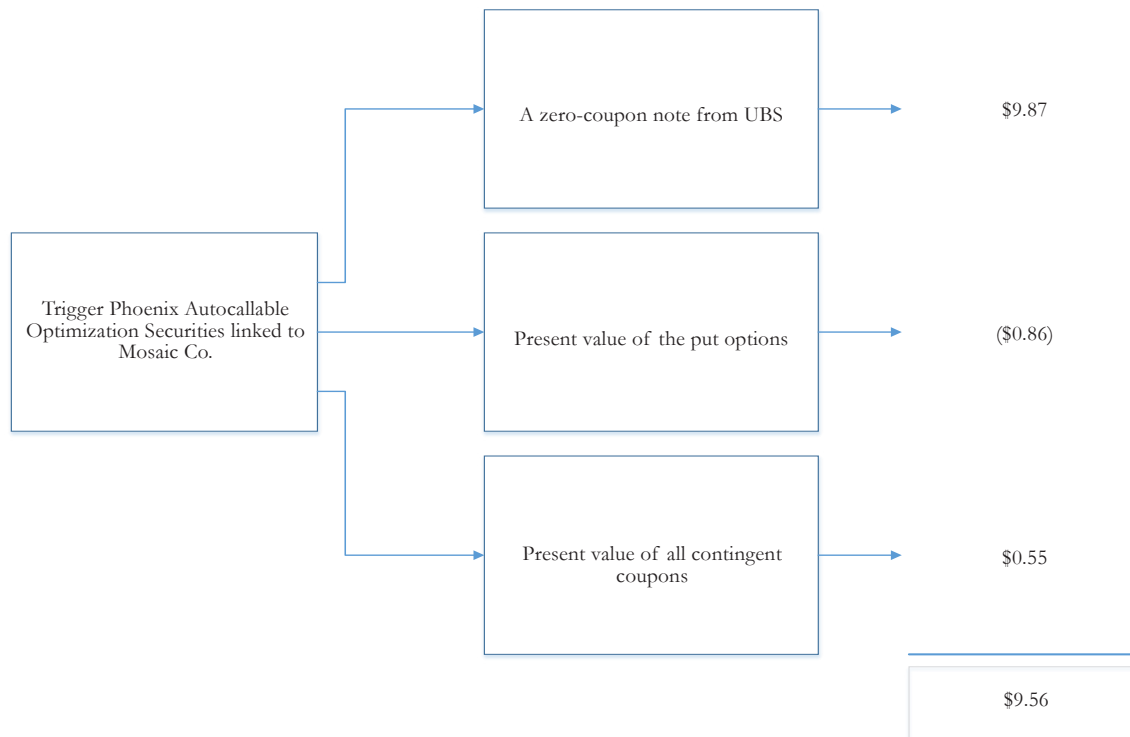 A zero-coupon note from UBS
$9.87
Trigger Phoenix Autocallable
Optimization Securities linked to
Mosaic Co.
Present value of the put options
($0.86)
Present value of all contingent
coupons
$0.55
$9.56